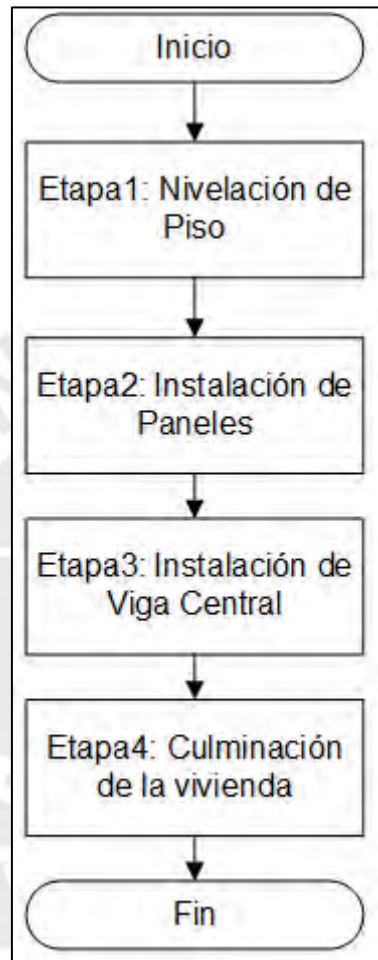 Inicio
Etapa1: Nivelación de
Piso
Etapa2: Instalación de
Paneles
Etapa3: Instalación de
Viga Central
Etapa4: Culminación
de la vivienda
Fin